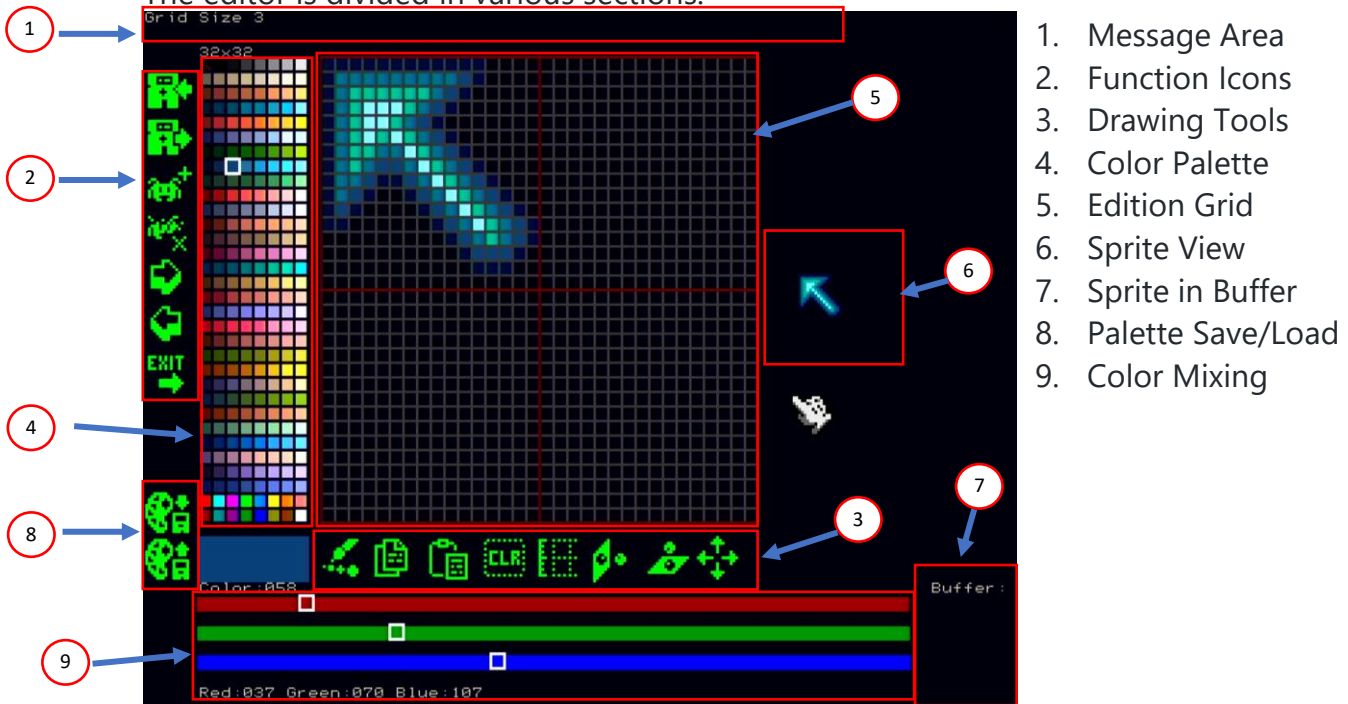 The editor is divided in various sections.
Grid Size 3
32x32
1
2
3
4
5
6
7
8
9
EXIT
CLR
Color:058
Buffer:
Red:037 Green:070 Blue:107
1. Message Area
2. Function Icons
3. Drawing Tools
4. Color Palette
5. Edition Grid
6. Sprite View
7. Sprite in Buffer
8. Palette Save/Load
9. Color Mixing